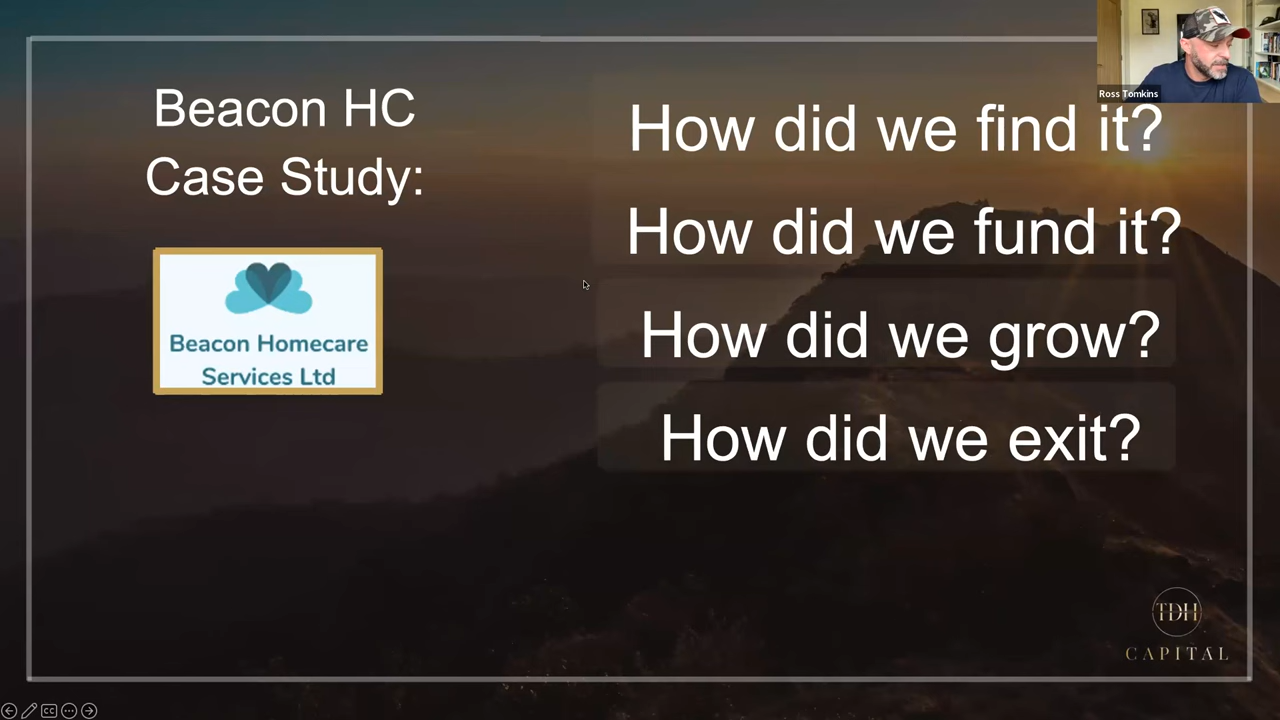 Beacon HC
Case Study:
Beacon Homecare
Services Ltd
How did we find it?
How did we fund it?
How did we grow?
How did we exit?
Ross Tomkins
TDH
CAPITAL
CC